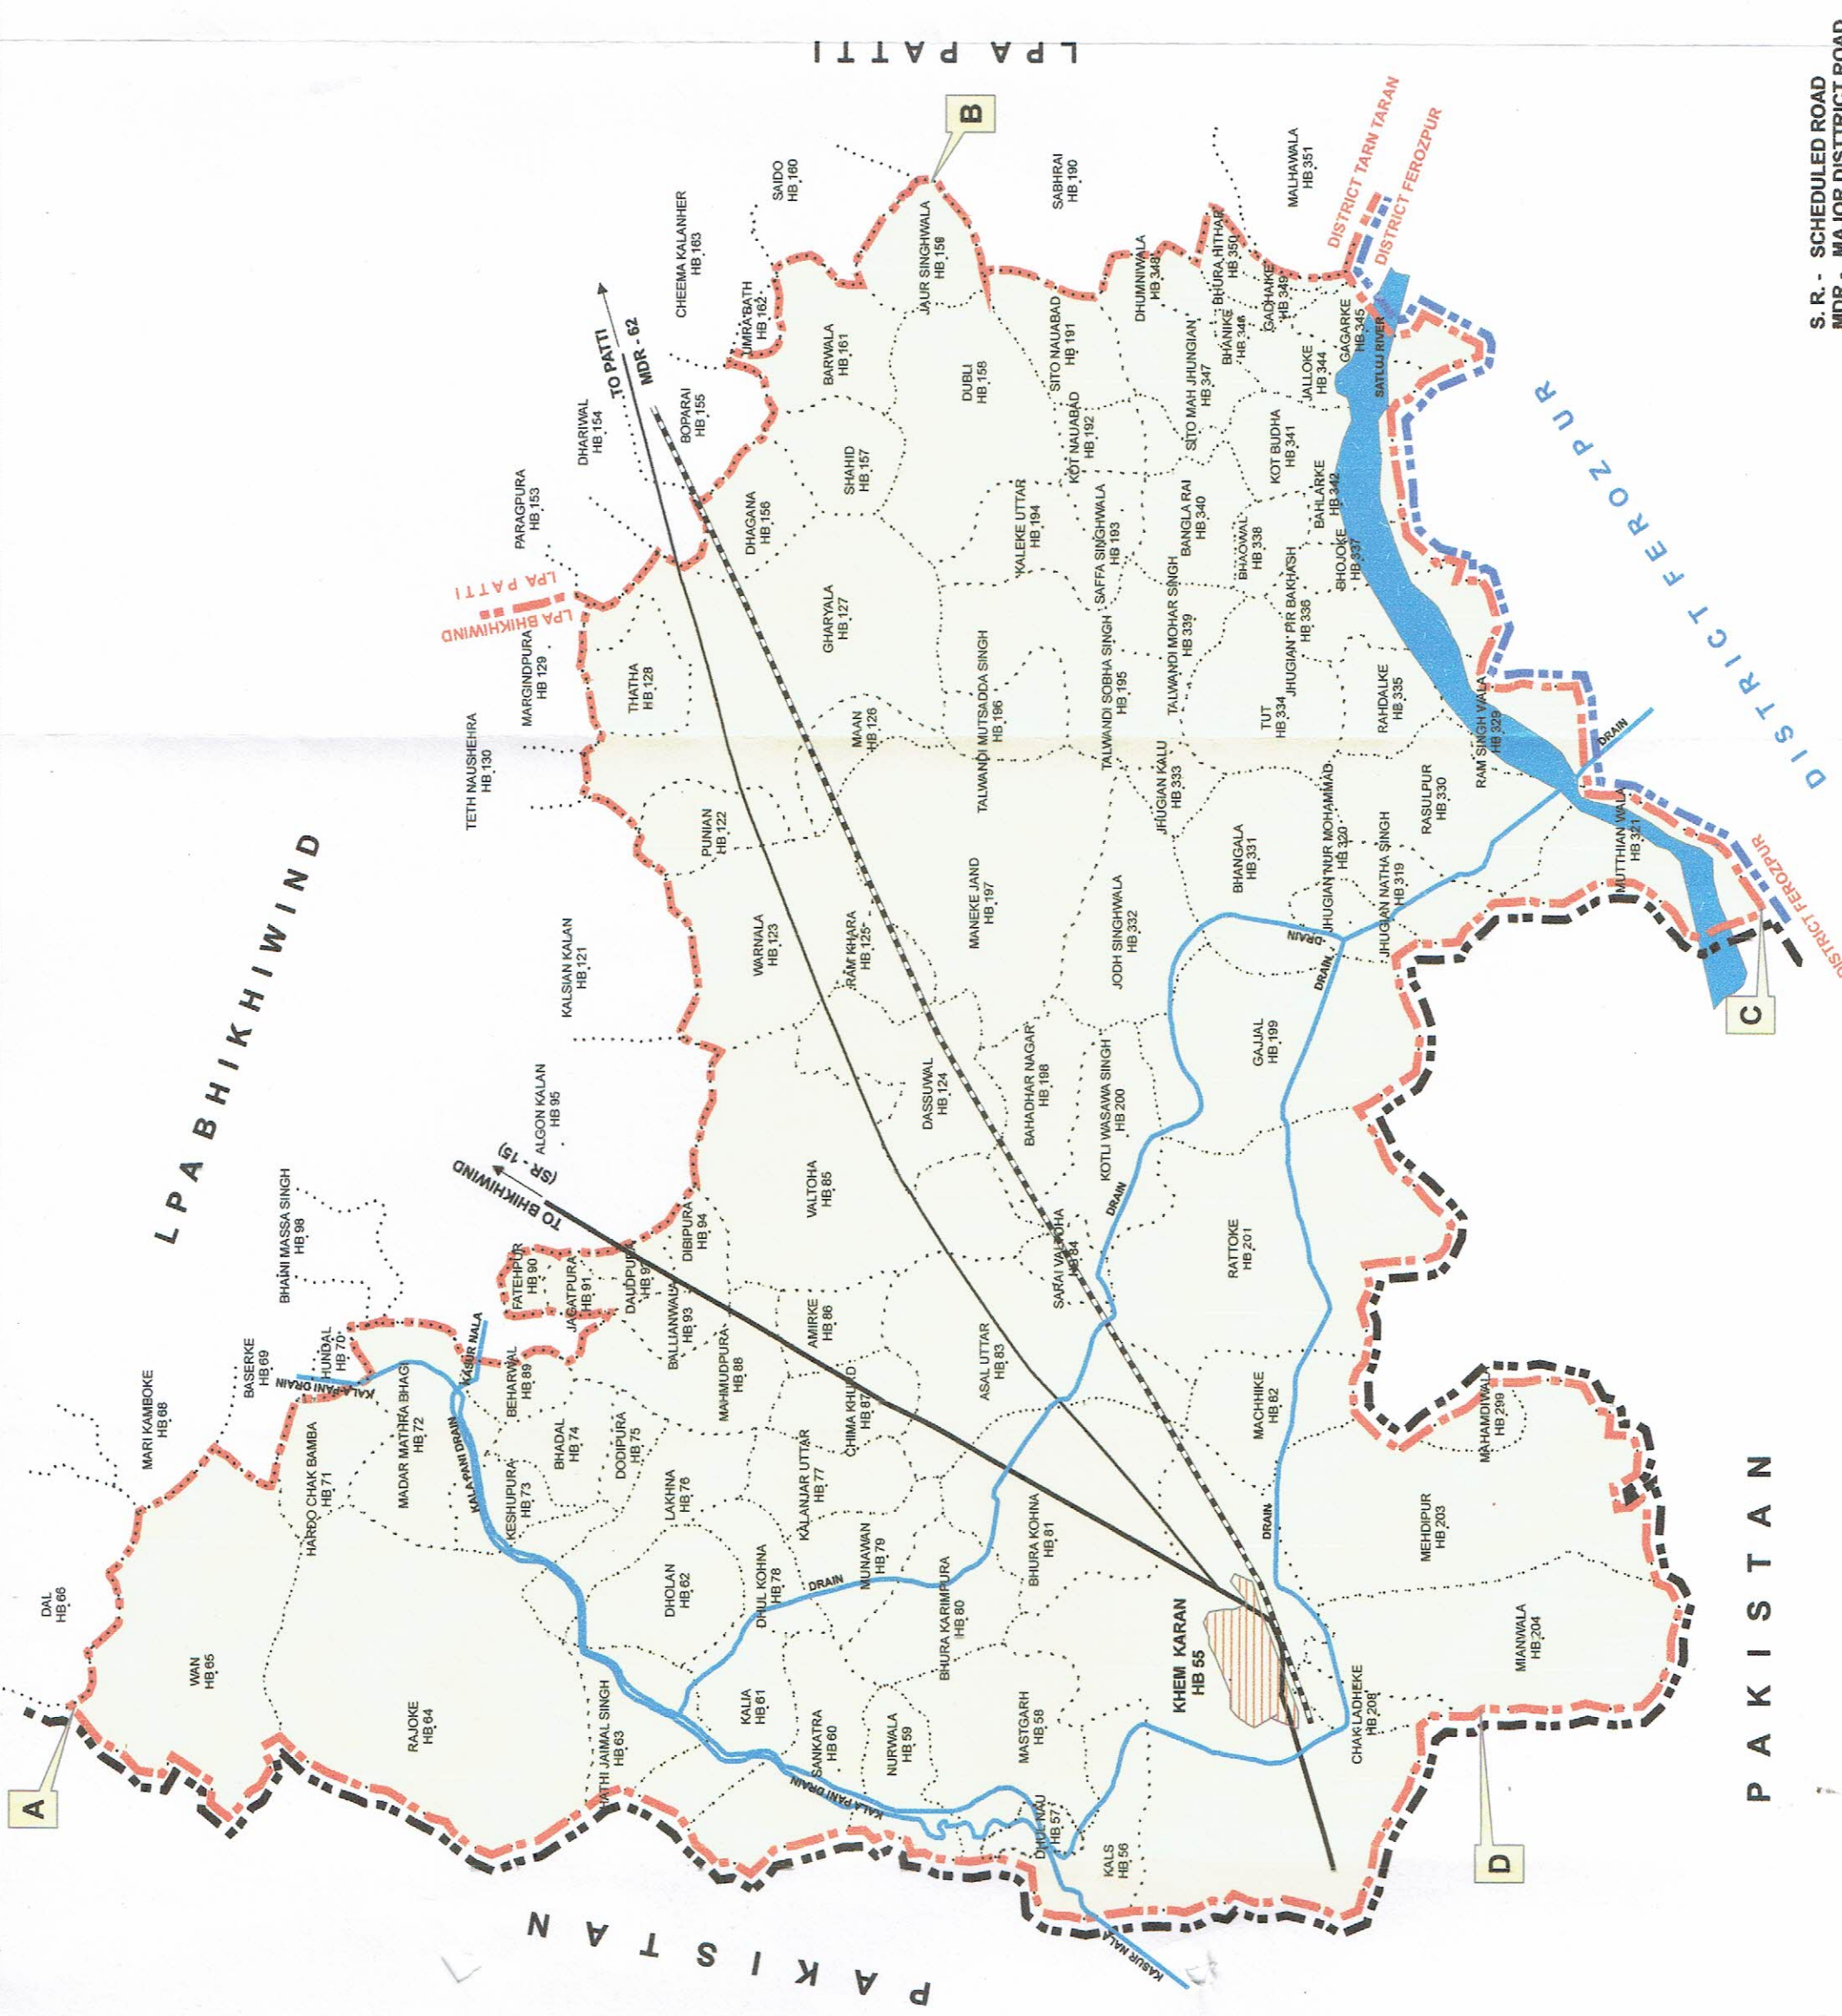 LPA PATTI
LPA BHIKHIWIND
PAKISTAN
PAKISTAN
DISTRICT FEROZPUR
A
B
C
D
S. R. - SCHEDULED ROAD
MDR - MAJOR DISTTRICT ROAD
DISTRICT TARN TARAN
DISTRICT FEROZPUR
DISTRICT FEROZPUR
LPA PATTI
LPA BHIKHIWIND
TO PATTI
MDR - 62
TO BHIKHIWIND
(SR - 15)
DAL
HB 66
MARI KAMBOKE
HB 68
BASERKE
HB 69
HUNDAL
HB 70
BHAINI MASSA SINGH
HB 98
ALGON KALAN
HB 95
KALSIAN KALAN
HB 121
TETH NAUSHEHRA
HB 130
MARGINDPURA
HB 129
PARAGPURA
HB 153
DHARIWAL
HB 154
BOPARAI
HB 155
CHEEMA KALANHER
HB 163
UMRA BATH
HB 162
SAIDO
HB 160
SABHRAI
HB 190
MALHAWALA
HB 351
WAN
HB 65
RAJOKE
HB 64
HARDO CHAK BAMBA
HB 71
MADAR MATHRA BHAGI
HB 72
KESHUPURA
HB 73
BEHARWAL
HB 89
BHADAL
HB 74
DODIPURA
HB 75
LAKHNA
HB 76
FATEHPUR
HB 90
JAGATPURA
HB 91
DAUDPURA
BALLIANWALA
HB 93
DIBIPURA
HB 94
MAHMUDPURA
HB 88
AMIRKE
HB 86
CHIMA KHURD
HB 87
KALANJAR UTTAR
HB 77
MUNAWAN
HB 79
DHUL KOHNA
HB 78
DHOLAN
HB 62
HATHI JAIMAL SINGH
HB 63
KALIA
HB 61
SANKATRA
HB 60
NURWALA
HB 59
BHURA KARIMPURA
HB 80
BHURA KOHNA
HB 81
MASTGARH
HB 58
DHUL NAU
HB 57
KALS
HB 56
KHEM KARAN
HB 55
CHAK LADHEKE
HB 208
MIANWALA
HB 204
MEHDIPUR
HB 203
MAHAMDIWALA
HB 299
MACHIKE
HB 82
ASAL UTTAR
HB 83
SARAI VALTOHA
HB 84
RATTOKE
HB 201
VALTOHA
HB 85
DASSUWAL
HB 124
BAHADHAR NAGAR
HB 198
KOTLI WASAWA SINGH
HB 200
GAJJAL
HB 199
WARNALA
HB 123
RAM KHARA
HB 125
MANEKE JAND
HB 197
JODH SINGHWALA
HB 332
BHANGALA
HB 331
JHUGIAN NUR MOHAMMAD
HB 320
JHUGIAN NATHA SINGH
HB 319
RASULPUR
HB 330
RAM SINGH WALA
HB 329
MUTTHIAN WALA
HB 321
PUNIAN
HB 122
THATHA
HB 128
MAAN
HB 126
GHARYALA
HB 127
DHAGANA
HB 156
SHAHID
HB 157
BARWALA
HB 161
JAUR SINGHWALA
HB 159
DUBLI
HB 158
KALEKE UTTAR
HB 194
TALWANDI MUTSADDA SINGH
HB 196
TALWANDI SOBHA SINGH
HB 195
SAFFA SINGHWALA
HB 193
KOT NAUABAD
HB 192
SITO NAUABAD
HB 191
DHUMNIWALA
HB 348
BHURA HITHAR
HB 350
GADHAIKE
HB 349
BHANIKE
HB 346
SITO MAH JHUNGIAN
HB 347
GAGARKE
HB 345
JALLOKE
HB 344
KOT BUDHA
HB 341
BAHLARKE
HB 342
BANGLA RAI
HB 340
BHAOWAL
HB 338
BHOJOKE
HB 337
TALWANDI MOHAR SINGH
HB 339
JHUGIAN PIR BAKHASH
HB 336
TUT
HB 334
RAHDALKE
HB 335
JHUGIAN KALU
HB 333
SATLUJ RIVER
KALA-PANI DRAIN
KALA-PANI DRAIN
KALA PANI DRAIN
KASUR NALA
KASUR NALA
DRAIN
DRAIN
DRAIN
DRAIN
DRAIN
DRAIN